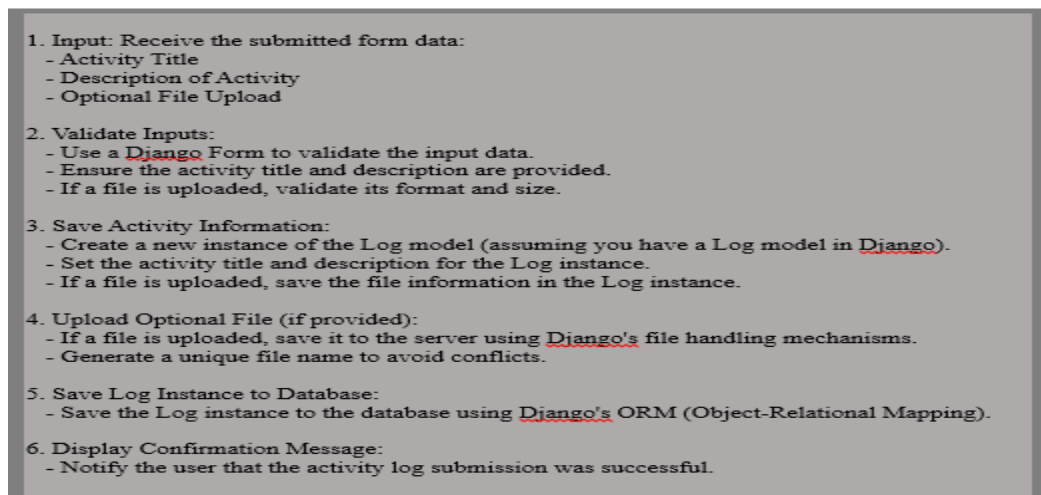 1. Input: Receive the submitted form data:
- Activity Title
- Description of Activity
- Optional File Upload
2. Validate Inputs:
- Use a Django Form to validate the input data.
- Ensure the activity title and description are provided.
- If a file is uploaded, validate its format and size.
3. Save Activity Information:
- Create a new instance of the Log model (assuming you have a Log model in Django).
- Set the activity title and description for the Log instance.
- If a file is uploaded, save the file information in the Log instance.
4. Upload Optional File (if provided):
- If a file is uploaded, save it to the server using Django's file handling mechanisms.
- Generate a unique file name to avoid conflicts.
5. Save Log Instance to Database:
- Save the Log instance to the database using Django's ORM (Object-Relational Mapping).
6. Display Confirmation Message:
- Notify the user that the activity log submission was successful.